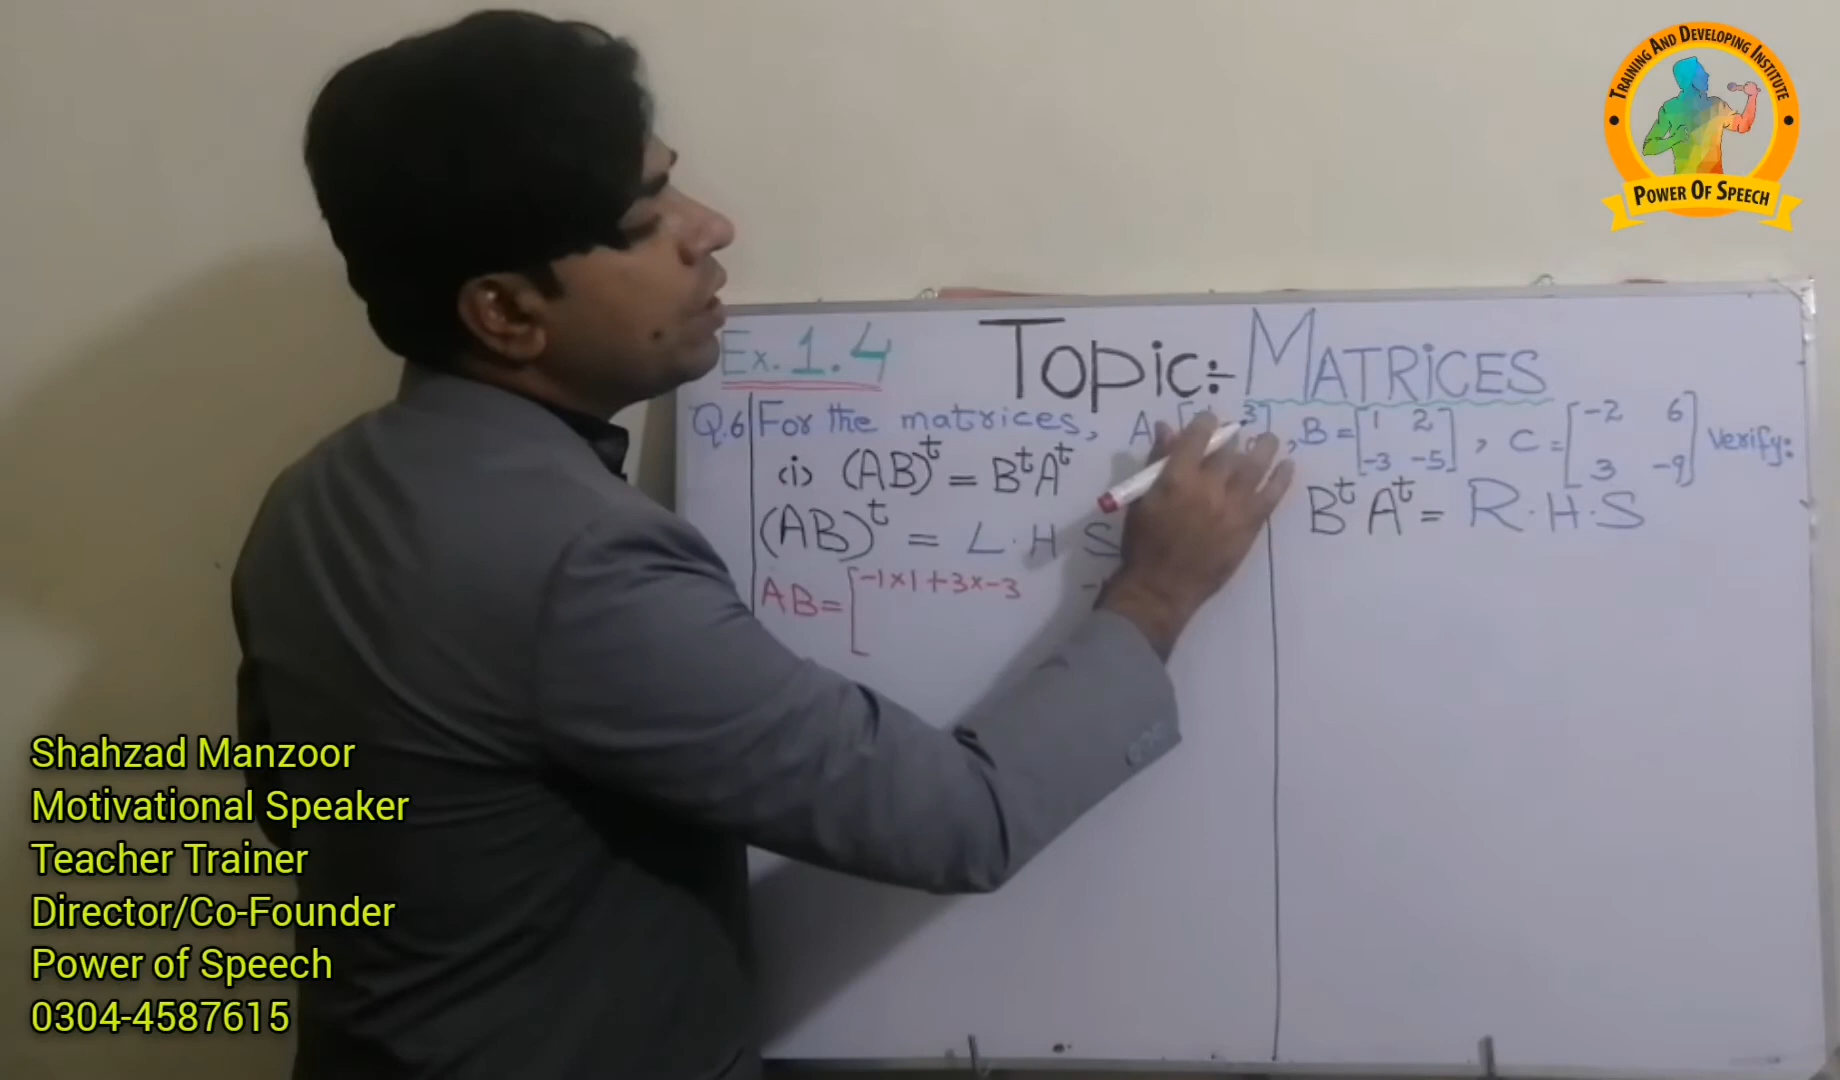 TRAINING AND DEVELOPING INSTITUTE
POWER OF SPEECH
Ex. 1.4
TOPIC:- MATRICES
Q.6 For the matrices, A 3 , B = [1 2 -3 -5] , C = [-2 6 3 -9] Verify:
(i) (AB)^t = B^t A^t
(AB)^t = L.H.S
B^t A^t = R.H.S
AB = [-1×1+3×-3
Shahzad Manzoor
Motivational Speaker
Teacher Trainer
Director/Co-Founder
Power of Speech
0304-4587615